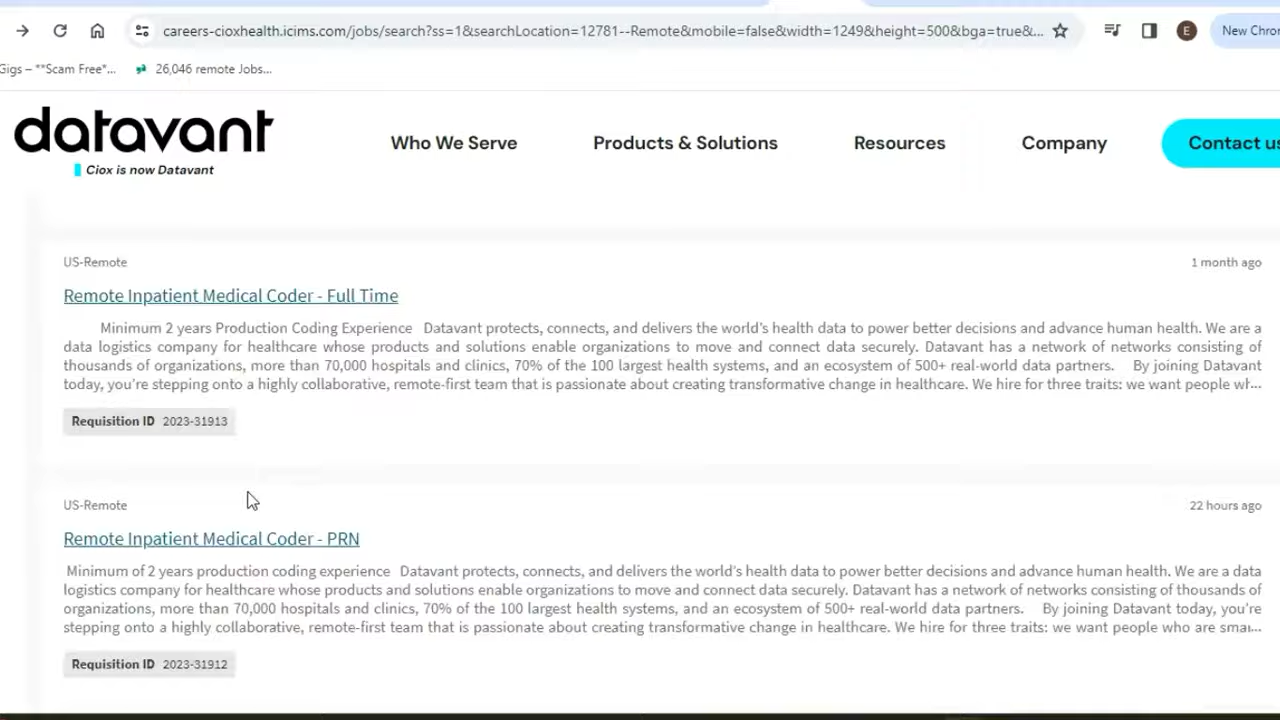 careers-cioxhealth.icims.com/jobs/search?ss=1&searchLocation=12781--Remote&mobile=false&width=1249&height=500&bga=true&...
E
New Chror
Gigs – **Scam Free*...
26,046 remote Jobs...
datavant
Ciox is now Datavant
Who We Serve
Products & Solutions
Resources
Company
Contact us
US-Remote
1 month ago
Remote Inpatient Medical Coder - Full Time
Minimum 2 years Production Coding Experience Datavant protects, connects, and delivers the world's health data to power better decisions and advance human health. We are a
data logistics company for healthcare whose products and solutions enable organizations to move and connect data securely. Datavant has a network of networks consisting of
thousands of organizations, more than 70,000 hospitals and clinics, 70% of the 100 largest health systems, and an ecosystem of 500+ real-world data partners. By joining Datavant
today, you're stepping onto a highly collaborative, remote-first team that is passionate about creating transformative change in healthcare. We hire for three traits: we want people wh...
Requisition ID 2023-31913
US-Remote
22 hours ago
Remote Inpatient Medical Coder - PRN
Minimum of 2 years production coding experience Datavant protects, connects, and delivers the world's health data to power better decisions and advance human health. We are a data
logistics company for healthcare whose products and solutions enable organizations to move and connect data securely. Datavant has a network of networks consisting of thousands of
organizations, more than 70,000 hospitals and clinics, 70% of the 100 largest health systems, and an ecosystem of 500+ real-world data partners. By joining Datavant today, you're
stepping onto a highly collaborative, remote-first team that is passionate about creating transformative change in healthcare. We hire for three traits: we want people who are smar...
Requisition ID 2023-31912